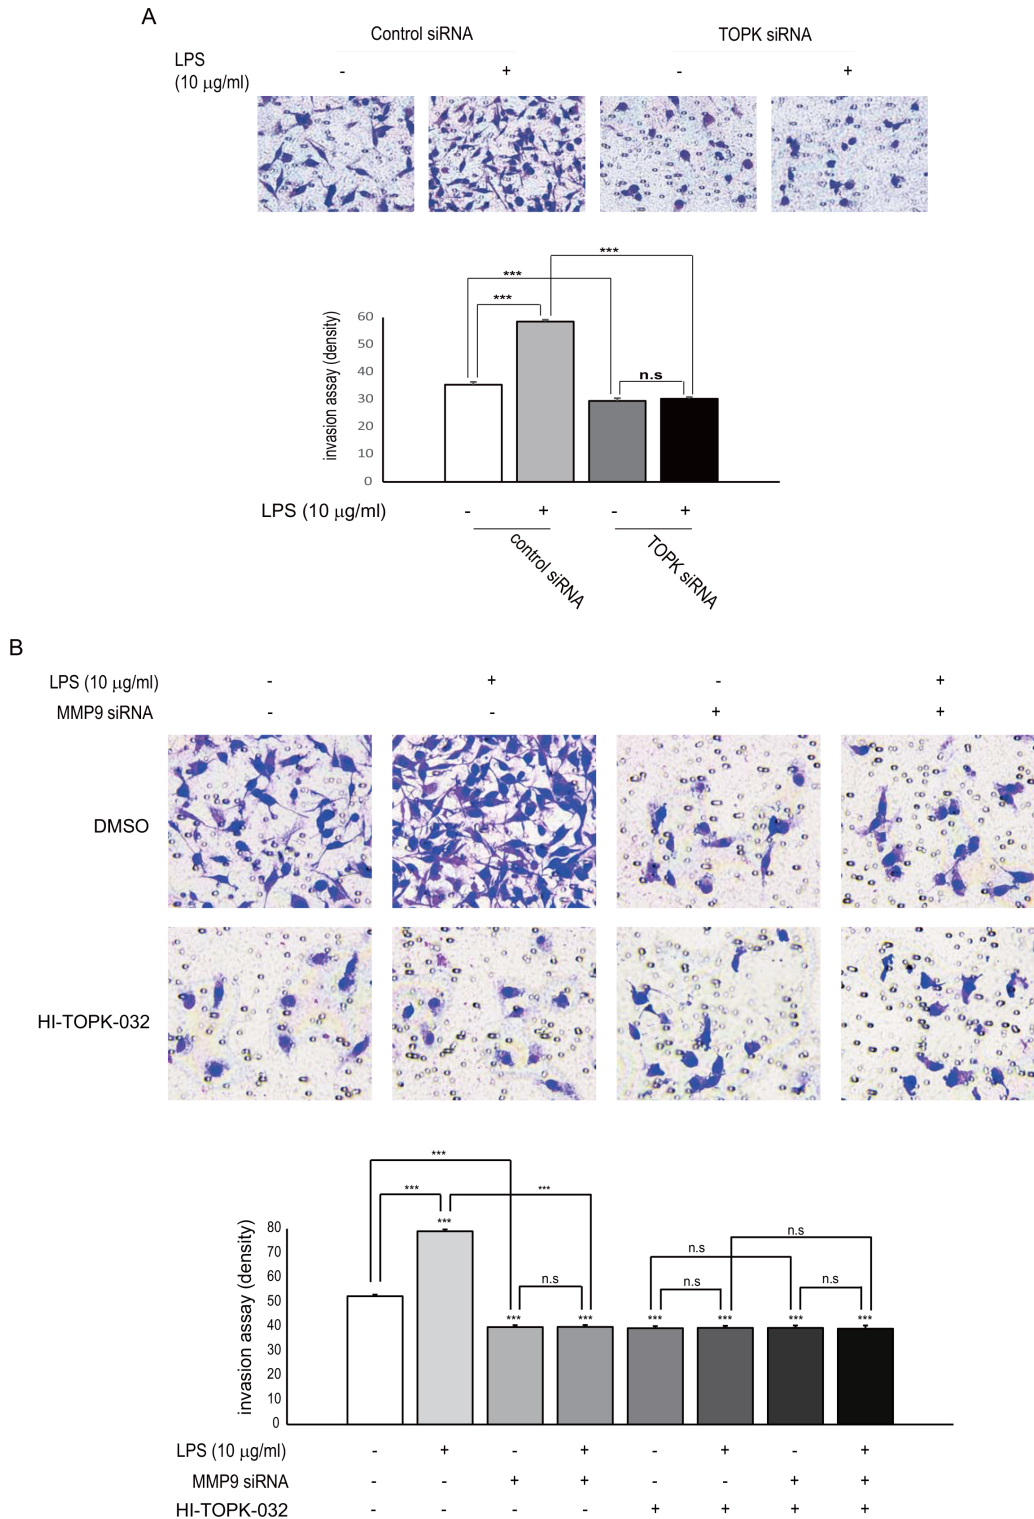 A
Control siRNA TOPK siRNA
LPS
(10 µg/ml)
- + - +
***
***
***
n.s
invasion assay (density)
60
50
40
30
20
10
0
LPS (10 µg/ml) - + - +
control siRNA TOPK siRNA
B
LPS (10 µg/ml) - + - +
MMP9 siRNA - - + +
DMSO
HI-TOPK-032
***
*** ***
***
n.s
n.s
n.s n.s n.s
*** *** *** *** *** ***
invasion assay (density)
80
70
60
50
40
30
20
10
0
LPS (10 µg/ml) - + - + - + - +
MMP9 siRNA - - + + - - + +
HI-TOPK-032 - - - - + + + +